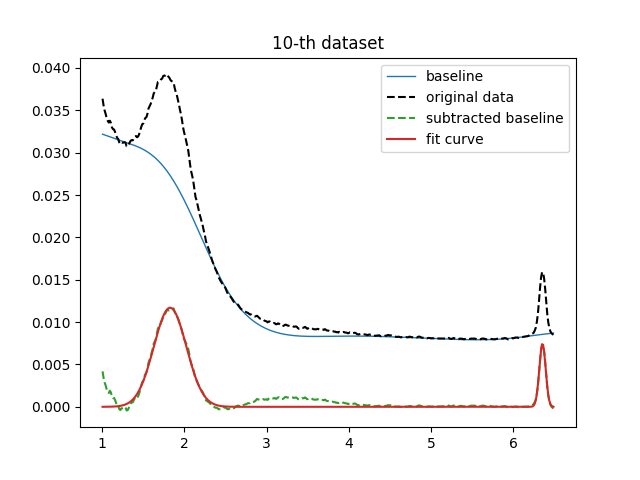 10-th dataset
baseline
original data
subtracted baseline
fit curve
0.040
0.035
0.030
0.025
0.020
0.015
0.010
0.005
0.000
1 2 3 4 5 6